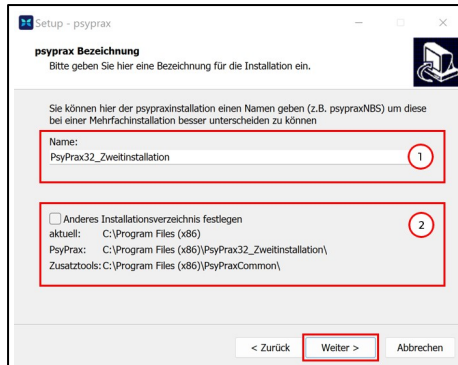 Setup - psyprax
psyprax Bezeichnung
Bitte geben Sie hier eine Bezeichnung für die Installation ein.
Sie können hier der psypraxinstallation einen Namen geben (z.B. psypraxNBS) um diese
bei einer Mehrfachinstallation besser unterscheiden zu können
Name:
PsyPrax32_Zweitinstallation
1
Anderes Installationsverzeichnis festlegen
2
aktuell: C:\Program Files (x86)
PsyPrax: C:\Program Files (x86)\PsyPrax32_Zweitinstallation\
Zusatztools: C:\Program Files (x86)\PsyPraxCommon\
< Zurück Weiter > Abbrechen